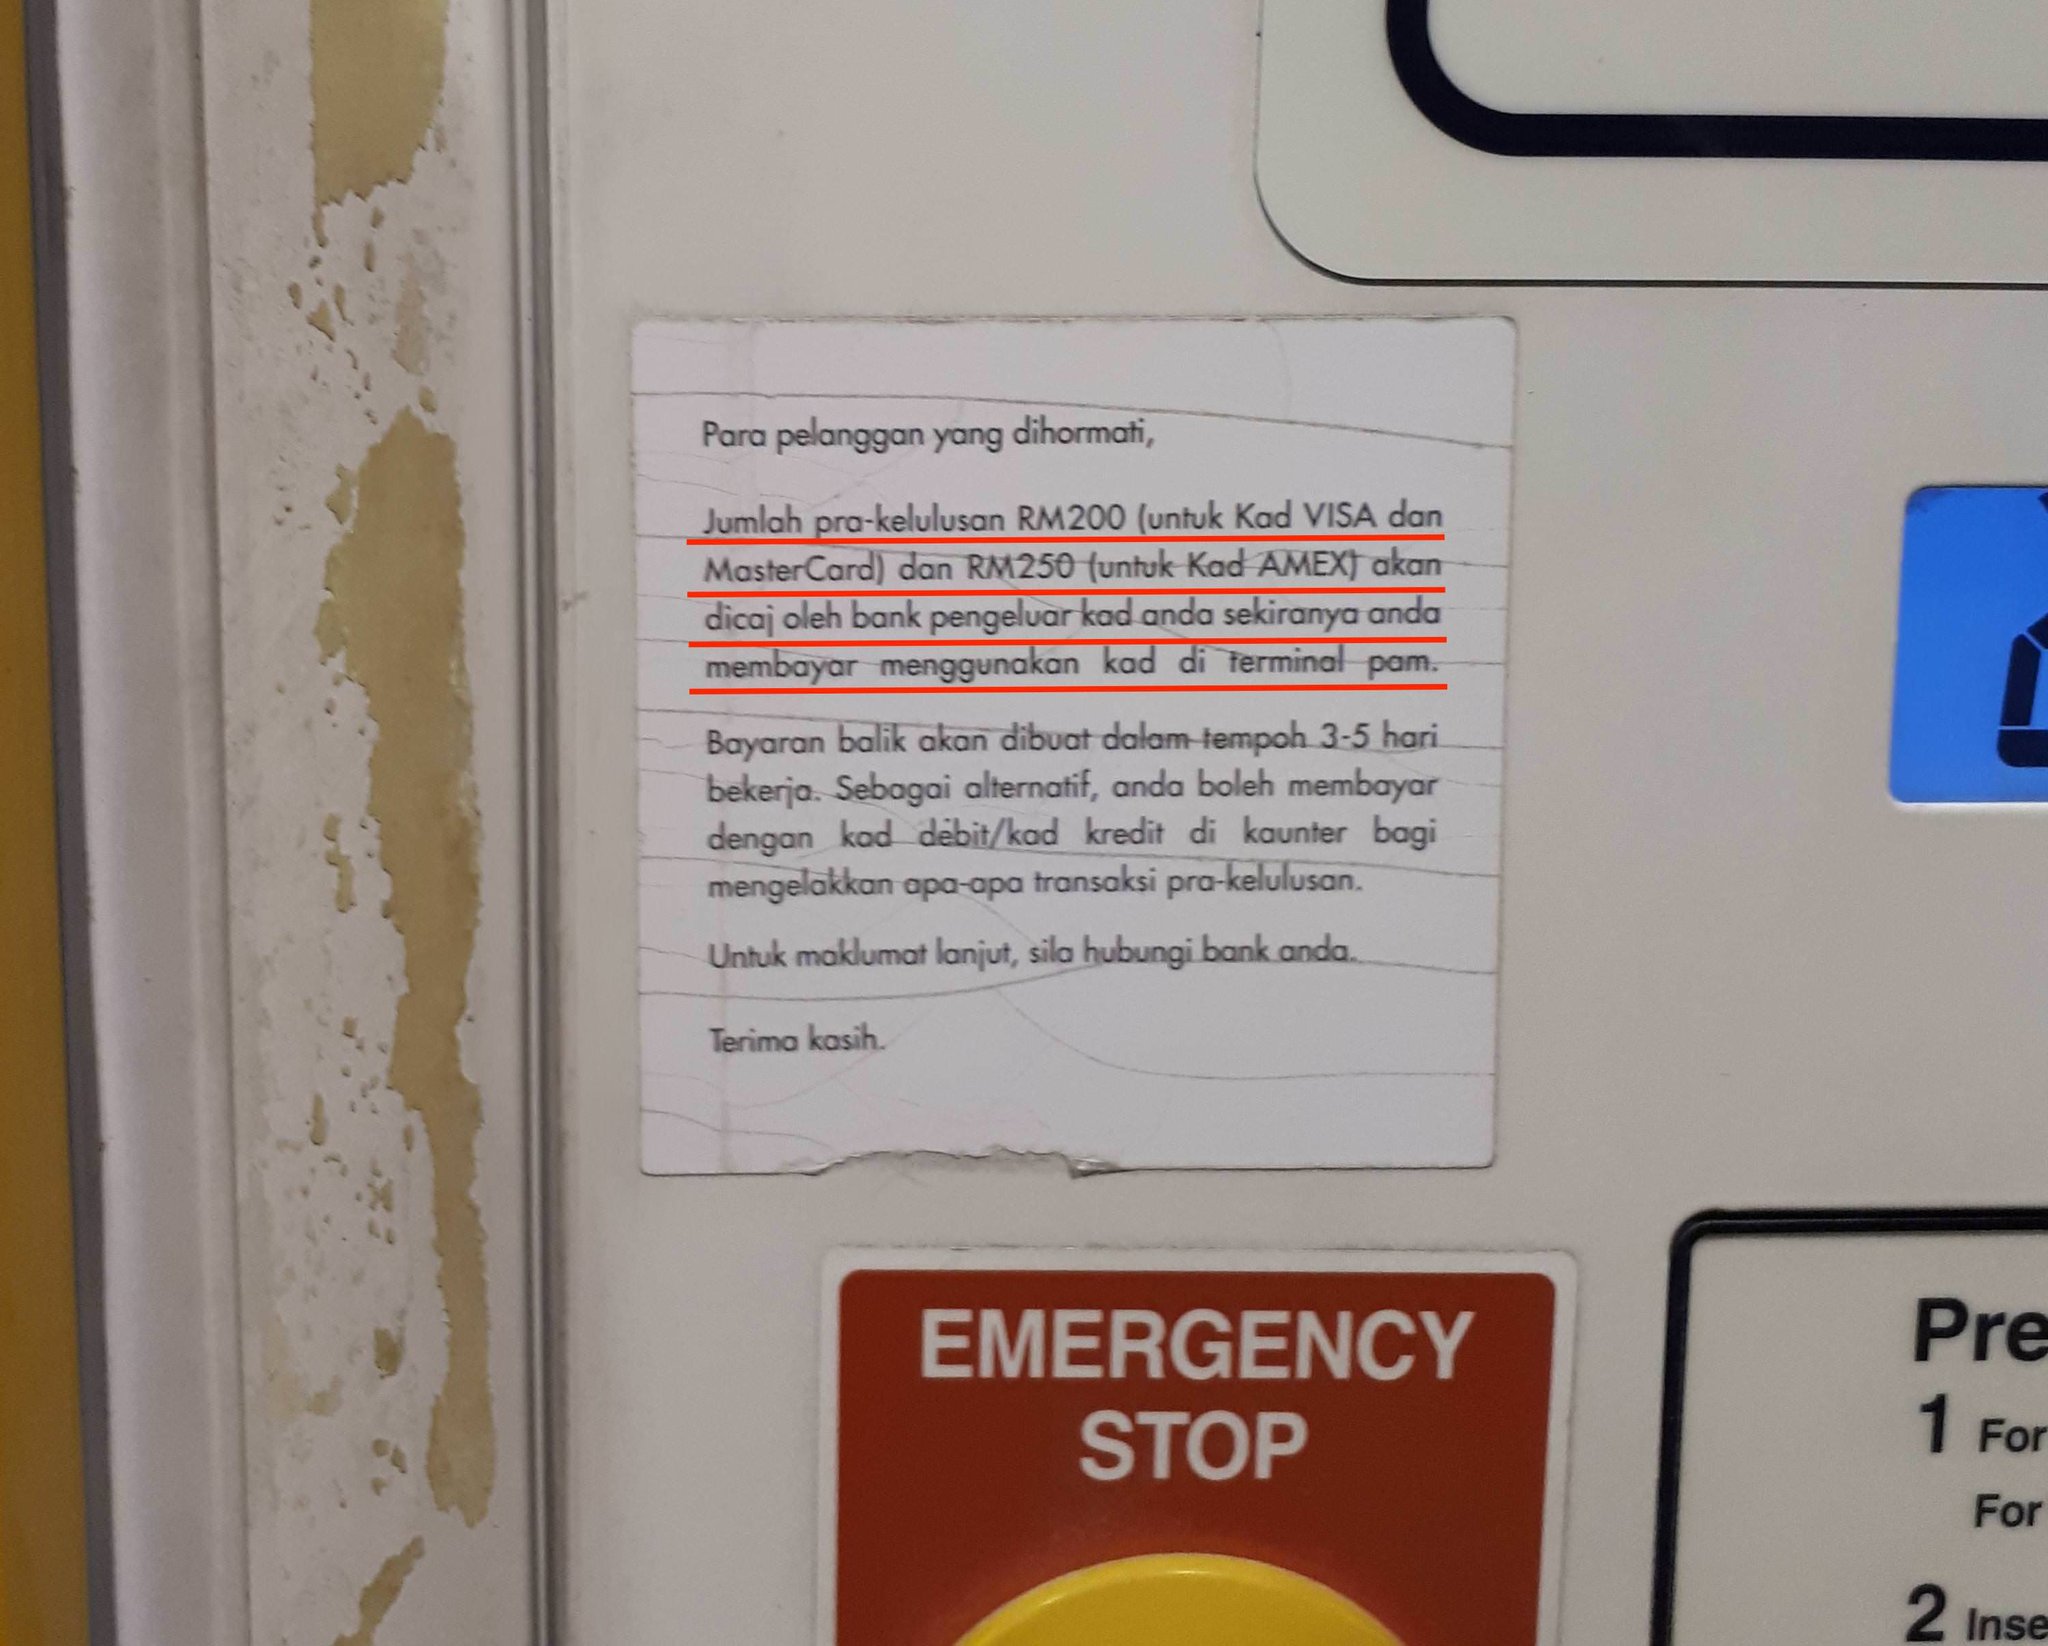 Para pelanggan yang dihormati,
Jumlah pra-kelulusan RM200 (untuk Kad VISA dan
MasterCard) dan RM250 (untuk Kad AMEX) akan
dicaj oleh bank pengeluar kad anda sekiranya anda
membayar menggunakan kad di terminal pam.
Bayaran balik akan dibuat dalam tempoh 3-5 hari
bekerja. Sebagai alternatif, anda boleh membayar
dengan kad debit/kad kredit di kaunter bagi
mengelakkan apa-apa transaksi pra-kelulusan.
Untuk maklumat lanjut, sila hubungi bank anda.
Terima kasih.
EMERGENCY
STOP
Pre
1 For
For
2 Inse